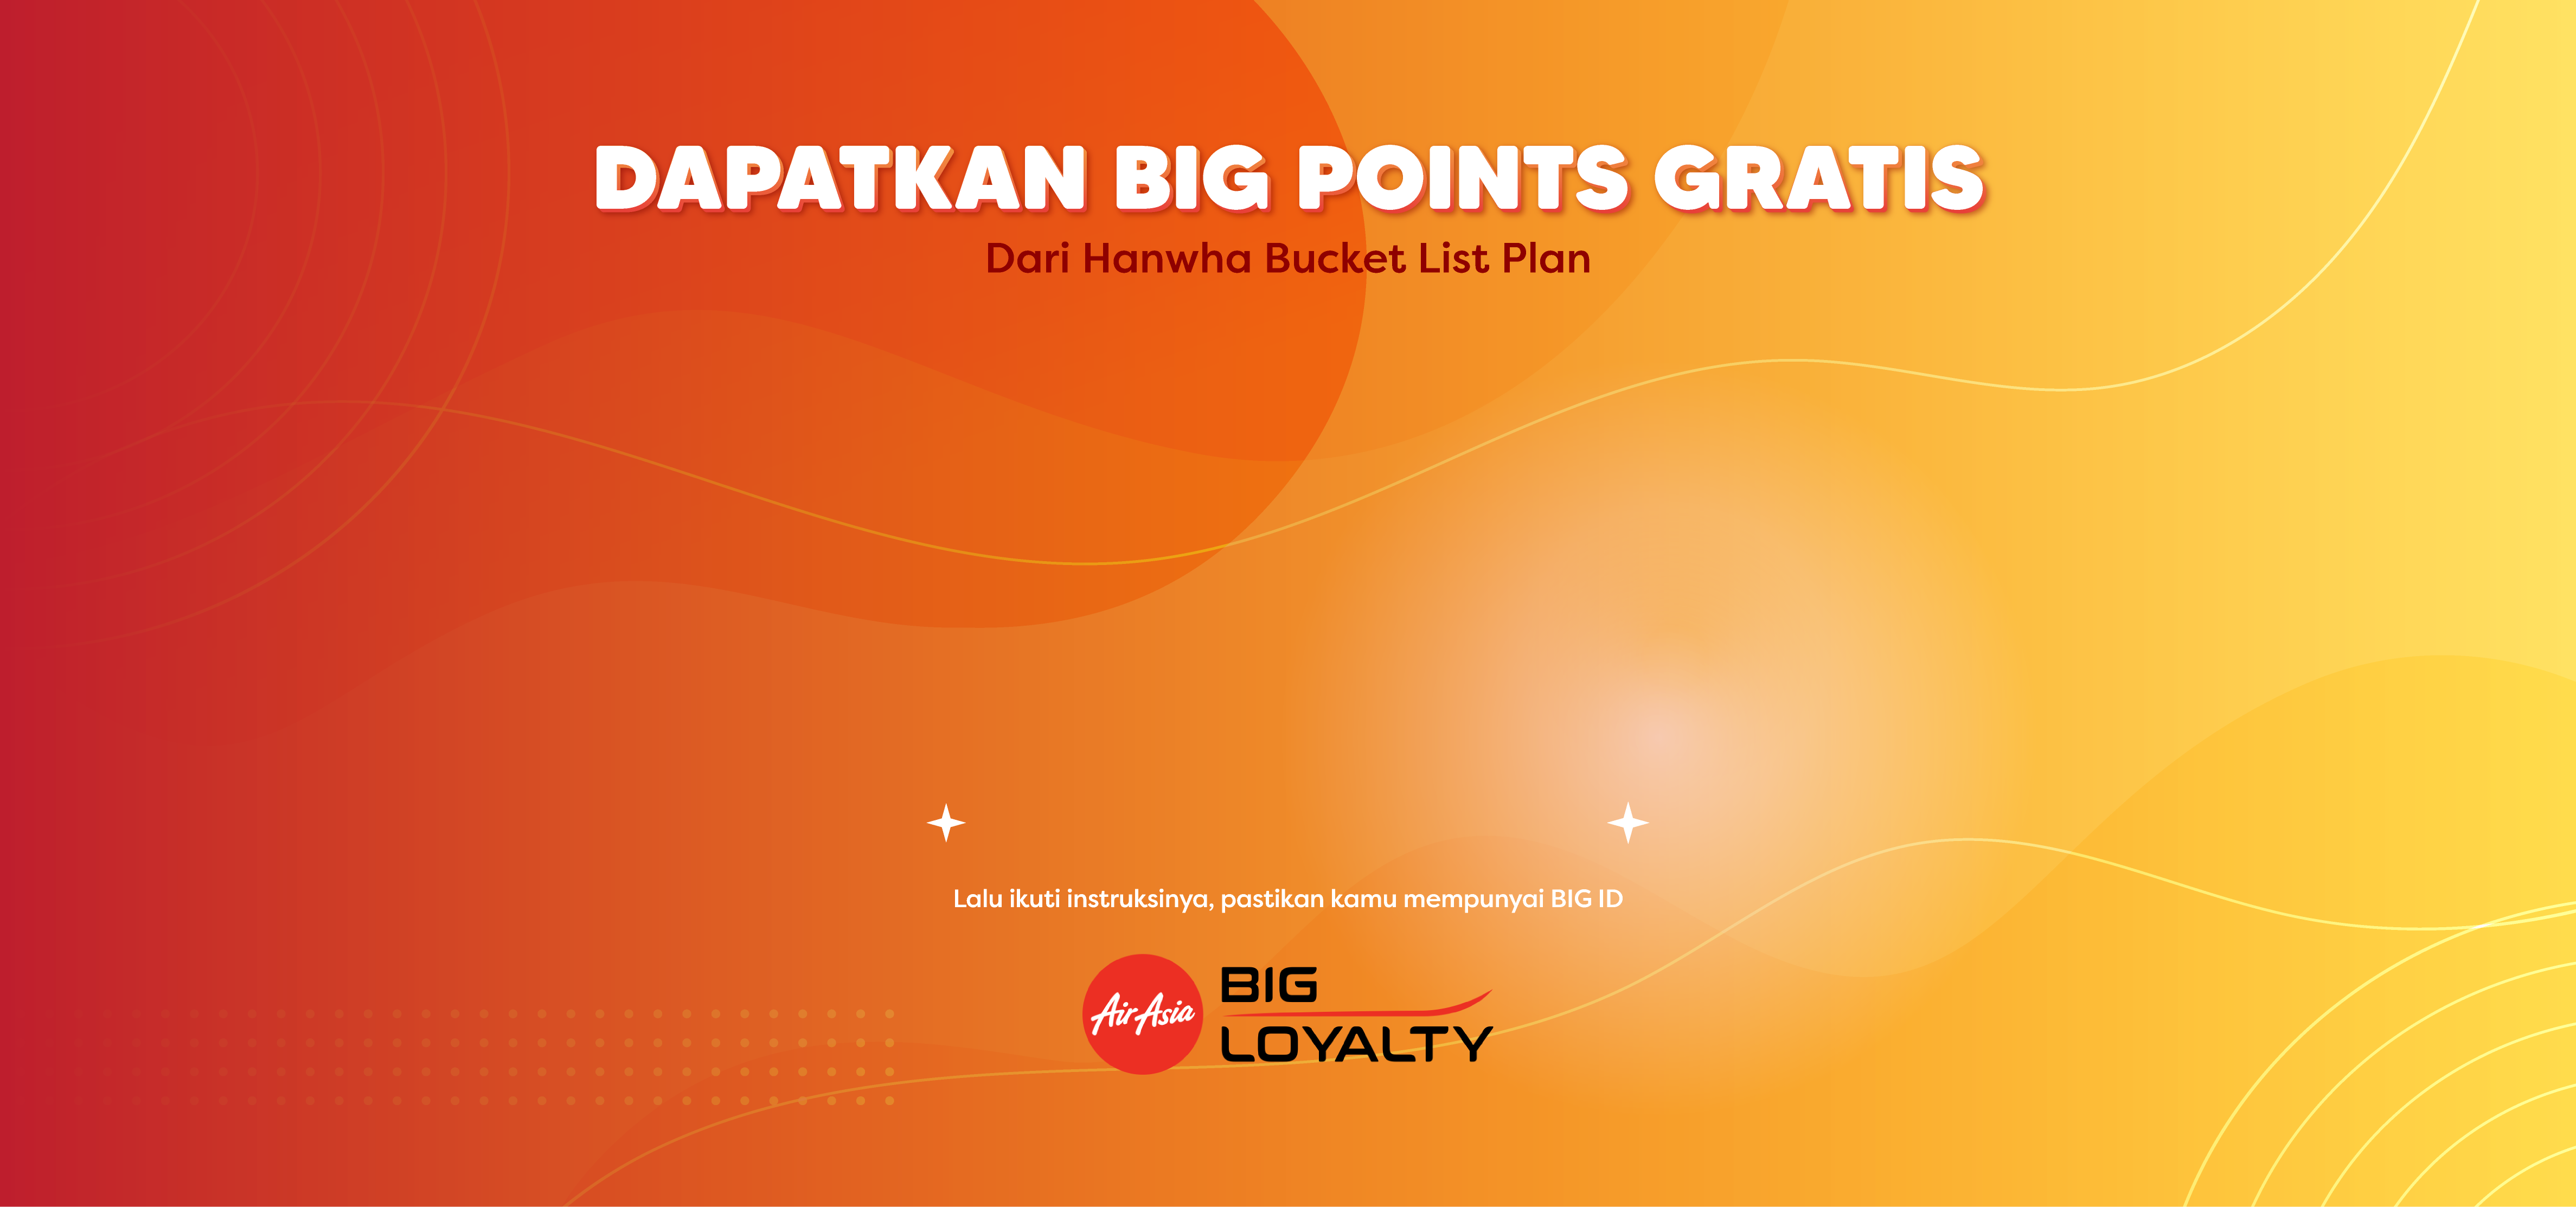 DAPATKAN BIG POINTS GRATIS
Dari Hanwha Bucket List Plan
Lalu ikuti instruksinya, pastikan kamu mempunyai BIG ID
AirAsia
BIG
LOYALTY